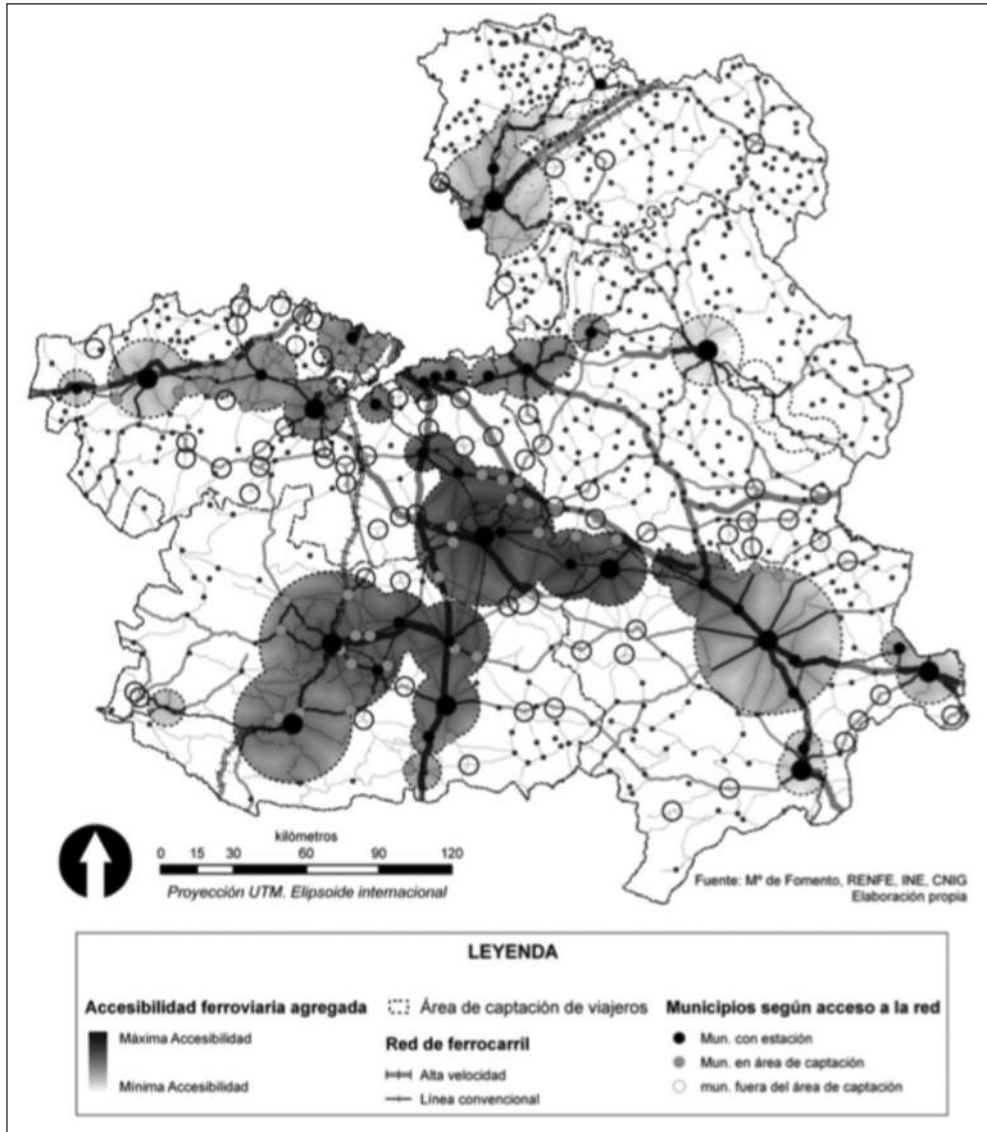 kilómetros
0 15 30 60 90 120
Proyección UTM. Elipsoide internacional
Fuente: Mº de Fomento, RENFE, INE, CNIG
Elaboración propia
LEYENDA
Accesibilidad ferroviaria agregada
Máxima Accesibilidad
Mínima Accesibilidad
Área de captación de viajeros
Red de ferrocarril
Alta velocidad
Línea convencional
Municipios según acceso a la red
Mun. con estación
Mun. en área de captación
mun. fuera del área de captación